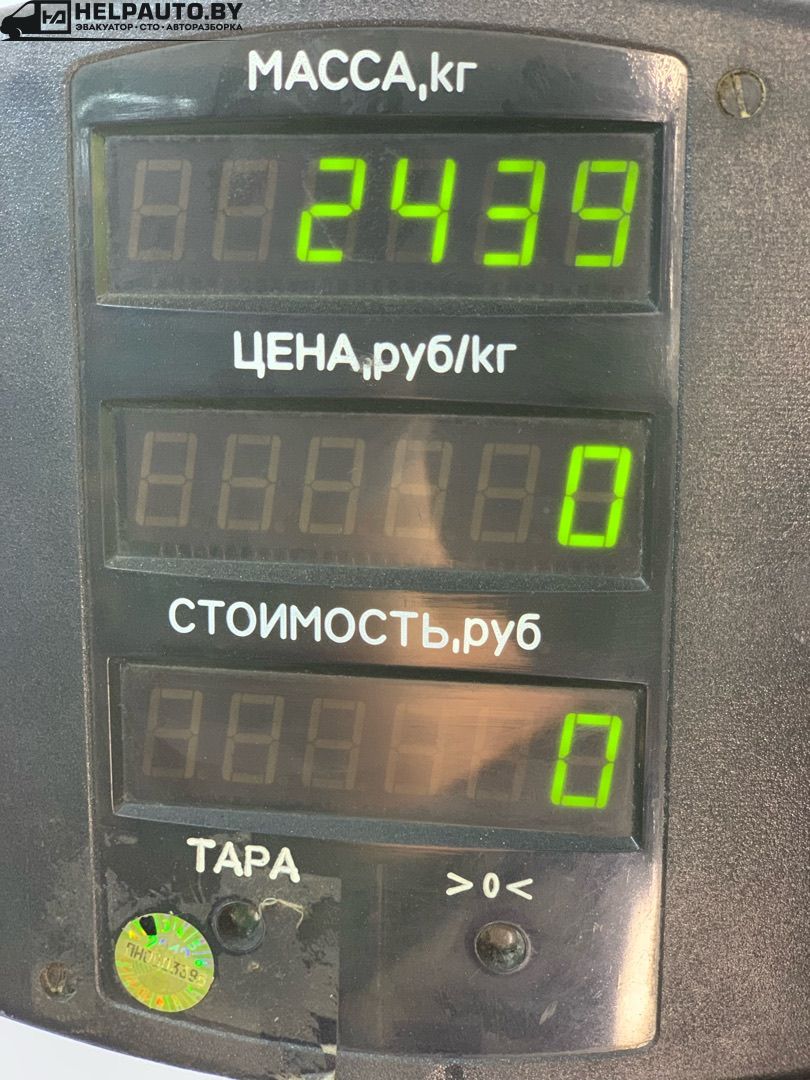 HELPAUTO.BY
ЭВАКУАТОР•СТО•АВТОРАЗБОРКА
МАССА,кг
2439
ЦЕНА,руб/кг
0
СТОИМОСТЬ,руб
0
ТАРА
>0<